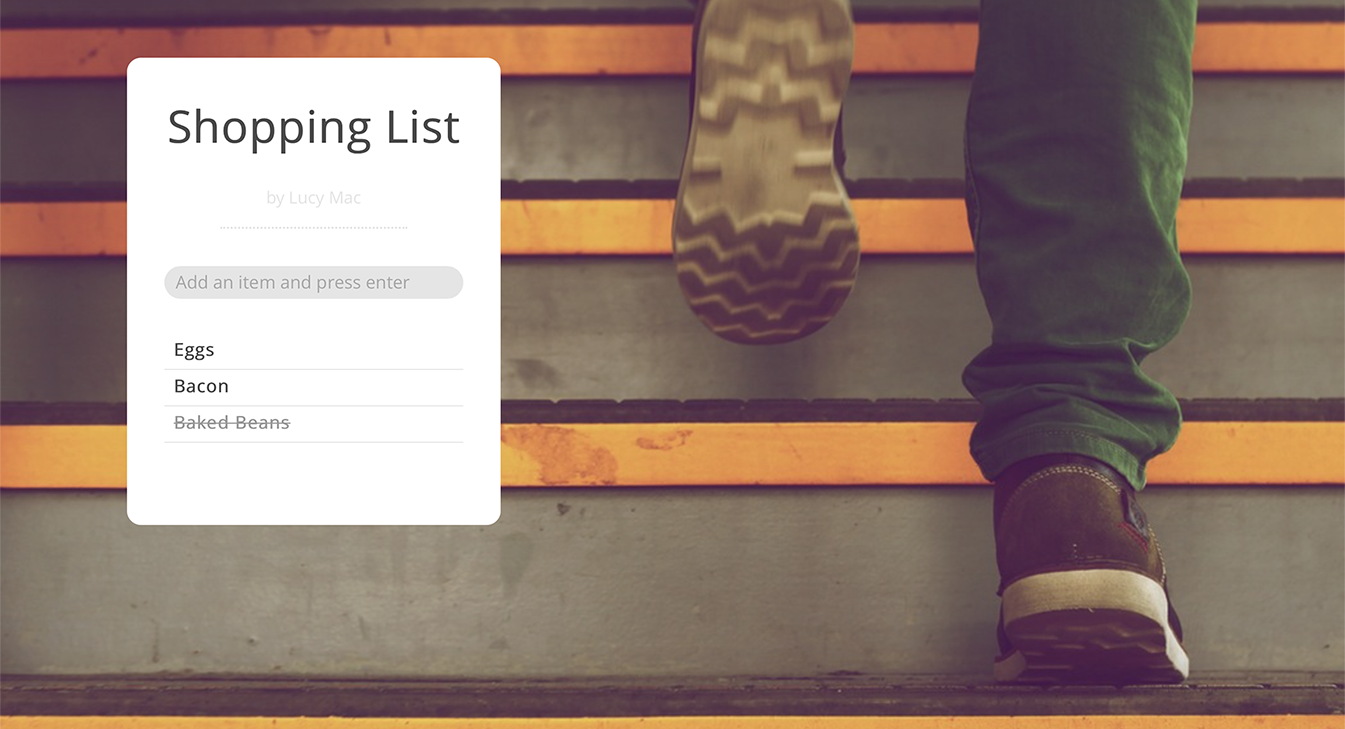 Shopping List
by Lucy Mac
Add an item and press enter
Eggs
Bacon
Baked Beans